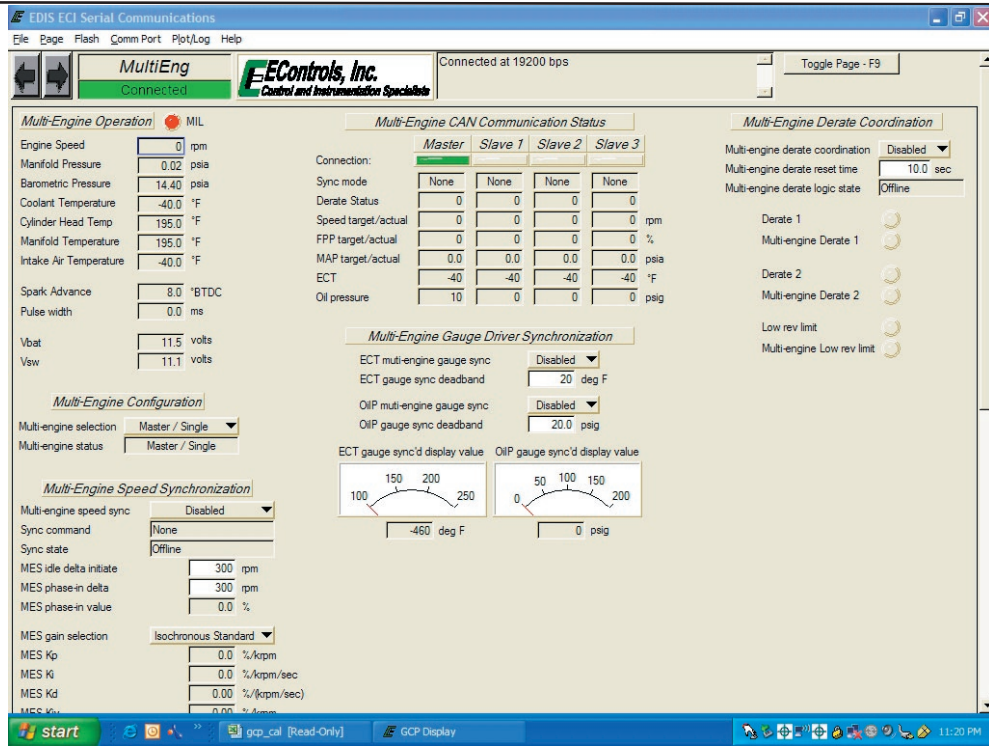 EDIS ECI Serial Communications
File Page Flash Comm Port Plot/Log Help
MultiEng
Connected
EControls, Inc.
Control and Instrumentation Specialists
Connected at 19200 bps
Toggle Page - F9
Multi-Engine Operation MIL
Engine Speed 0 rpm
Manifold Pressure 0.02 psia
Barometric Pressure 14.40 psia
Coolant Temperature -40.0 °F
Cylinder Head Temp 195.0 °F
Manifold Temperature 195.0 °F
Intake Air Temperature -40.0 °F
Spark Advance 8.0 °BTDC
Pulse width 0.0 ms
Vbat 11.5 volts
Vsw 11.1 volts
Multi-Engine Configuration
Multi-engine selection Master / Single
Multi-engine status Master / Single
Multi-Engine Speed Synchronization
Multi-engine speed sync Disabled
Sync command None
Sync state Offline
MES idle delta initiate 300 rpm
MES phase-in delta 300 rpm
MES phase-in value 0.0 %
MES gain selection Isochronous Standard
MES Kp 0.0 %/krpm
MES Ki 0.0 %/krpm/sec
MES Kd 0.00 %/(krpm/sec)
MES Kiv 0.00 %/krpm
Multi-Engine CAN Communication Status
Master Slave 1 Slave 2 Slave 3
Connection:
Sync mode None None None None
Derate Status 0 0 0 0
Speed target/actual 0 0 0 0 rpm
FPP target/actual 0 0 0 0 %
MAP target/actual 0.0 0.0 0.0 0.0 psia
ECT -40 -40 -40 -40 °F
Oil pressure 10 0 0 0 psig
Multi-Engine Gauge Driver Synchronization
ECT muti-engine gauge sync Disabled
ECT gauge sync deadband 20 deg F
OilP muti-engine gauge sync Disabled
OilP gauge sync deadband 20.0 psig
ECT gauge sync'd display value OilP gauge sync'd display value
100 150 200 250 0 50 100 150 200
-460 deg F 0 psig
Multi-Engine Derate Coordination
Multi-engine derate coordination Disabled
Multi-engine derate reset time 10.0 sec
Multi-engine derate logic state Offline
Derate 1
Multi-engine Derate 1
Derate 2
Multi-engine Derate 2
Low rev limit
Multi-engine Low rev limit
start gcp_cal [Read-Only] GCP Display 11:20 PM